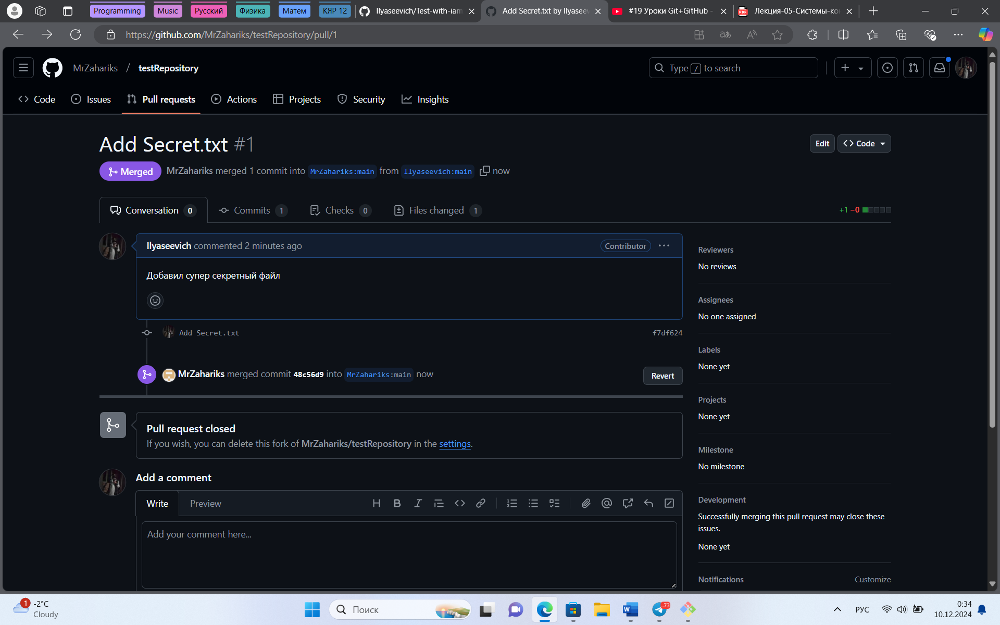 Programming
Music
Русский
Физика
Матем
КЯР 12
Ilyaseevich/Test-with-iam
Add Secret.txt by Ilyaseev
#19 Уроки Git+GitHub -
Лекция-05-Системы-кон
https://github.com/MrZahariks/testRepository/pull/1
MrZahariks / testRepository
Type / to search
Code
Issues
Pull requests
Actions
Projects
Security
Insights
Add Secret.txt #1
Edit
Code
Merged
MrZahariks merged 1 commit into MrZahariks:main from Ilyaseevich:main now
Conversation 0
Commits 1
Checks 0
Files changed 1
+1 −0
Ilyaseevich commented 2 minutes ago
Contributor
Добавил супер секретный файл
Add Secret.txt
f7df624
MrZahariks merged commit 48c56d9 into MrZahariks:main now
Revert
Pull request closed
If you wish, you can delete this fork of MrZahariks/testRepository in the settings.
Add a comment
Write
Preview
Add your comment here...
Reviewers
No reviews
Assignees
No one assigned
Labels
None yet
Projects
None yet
Milestone
No milestone
Development
Successfully merging this pull request may close these
issues.
None yet
Notifications
Customize
1
-2°C
Cloudy
Поиск
73
РУС
0:34
10.12.2024